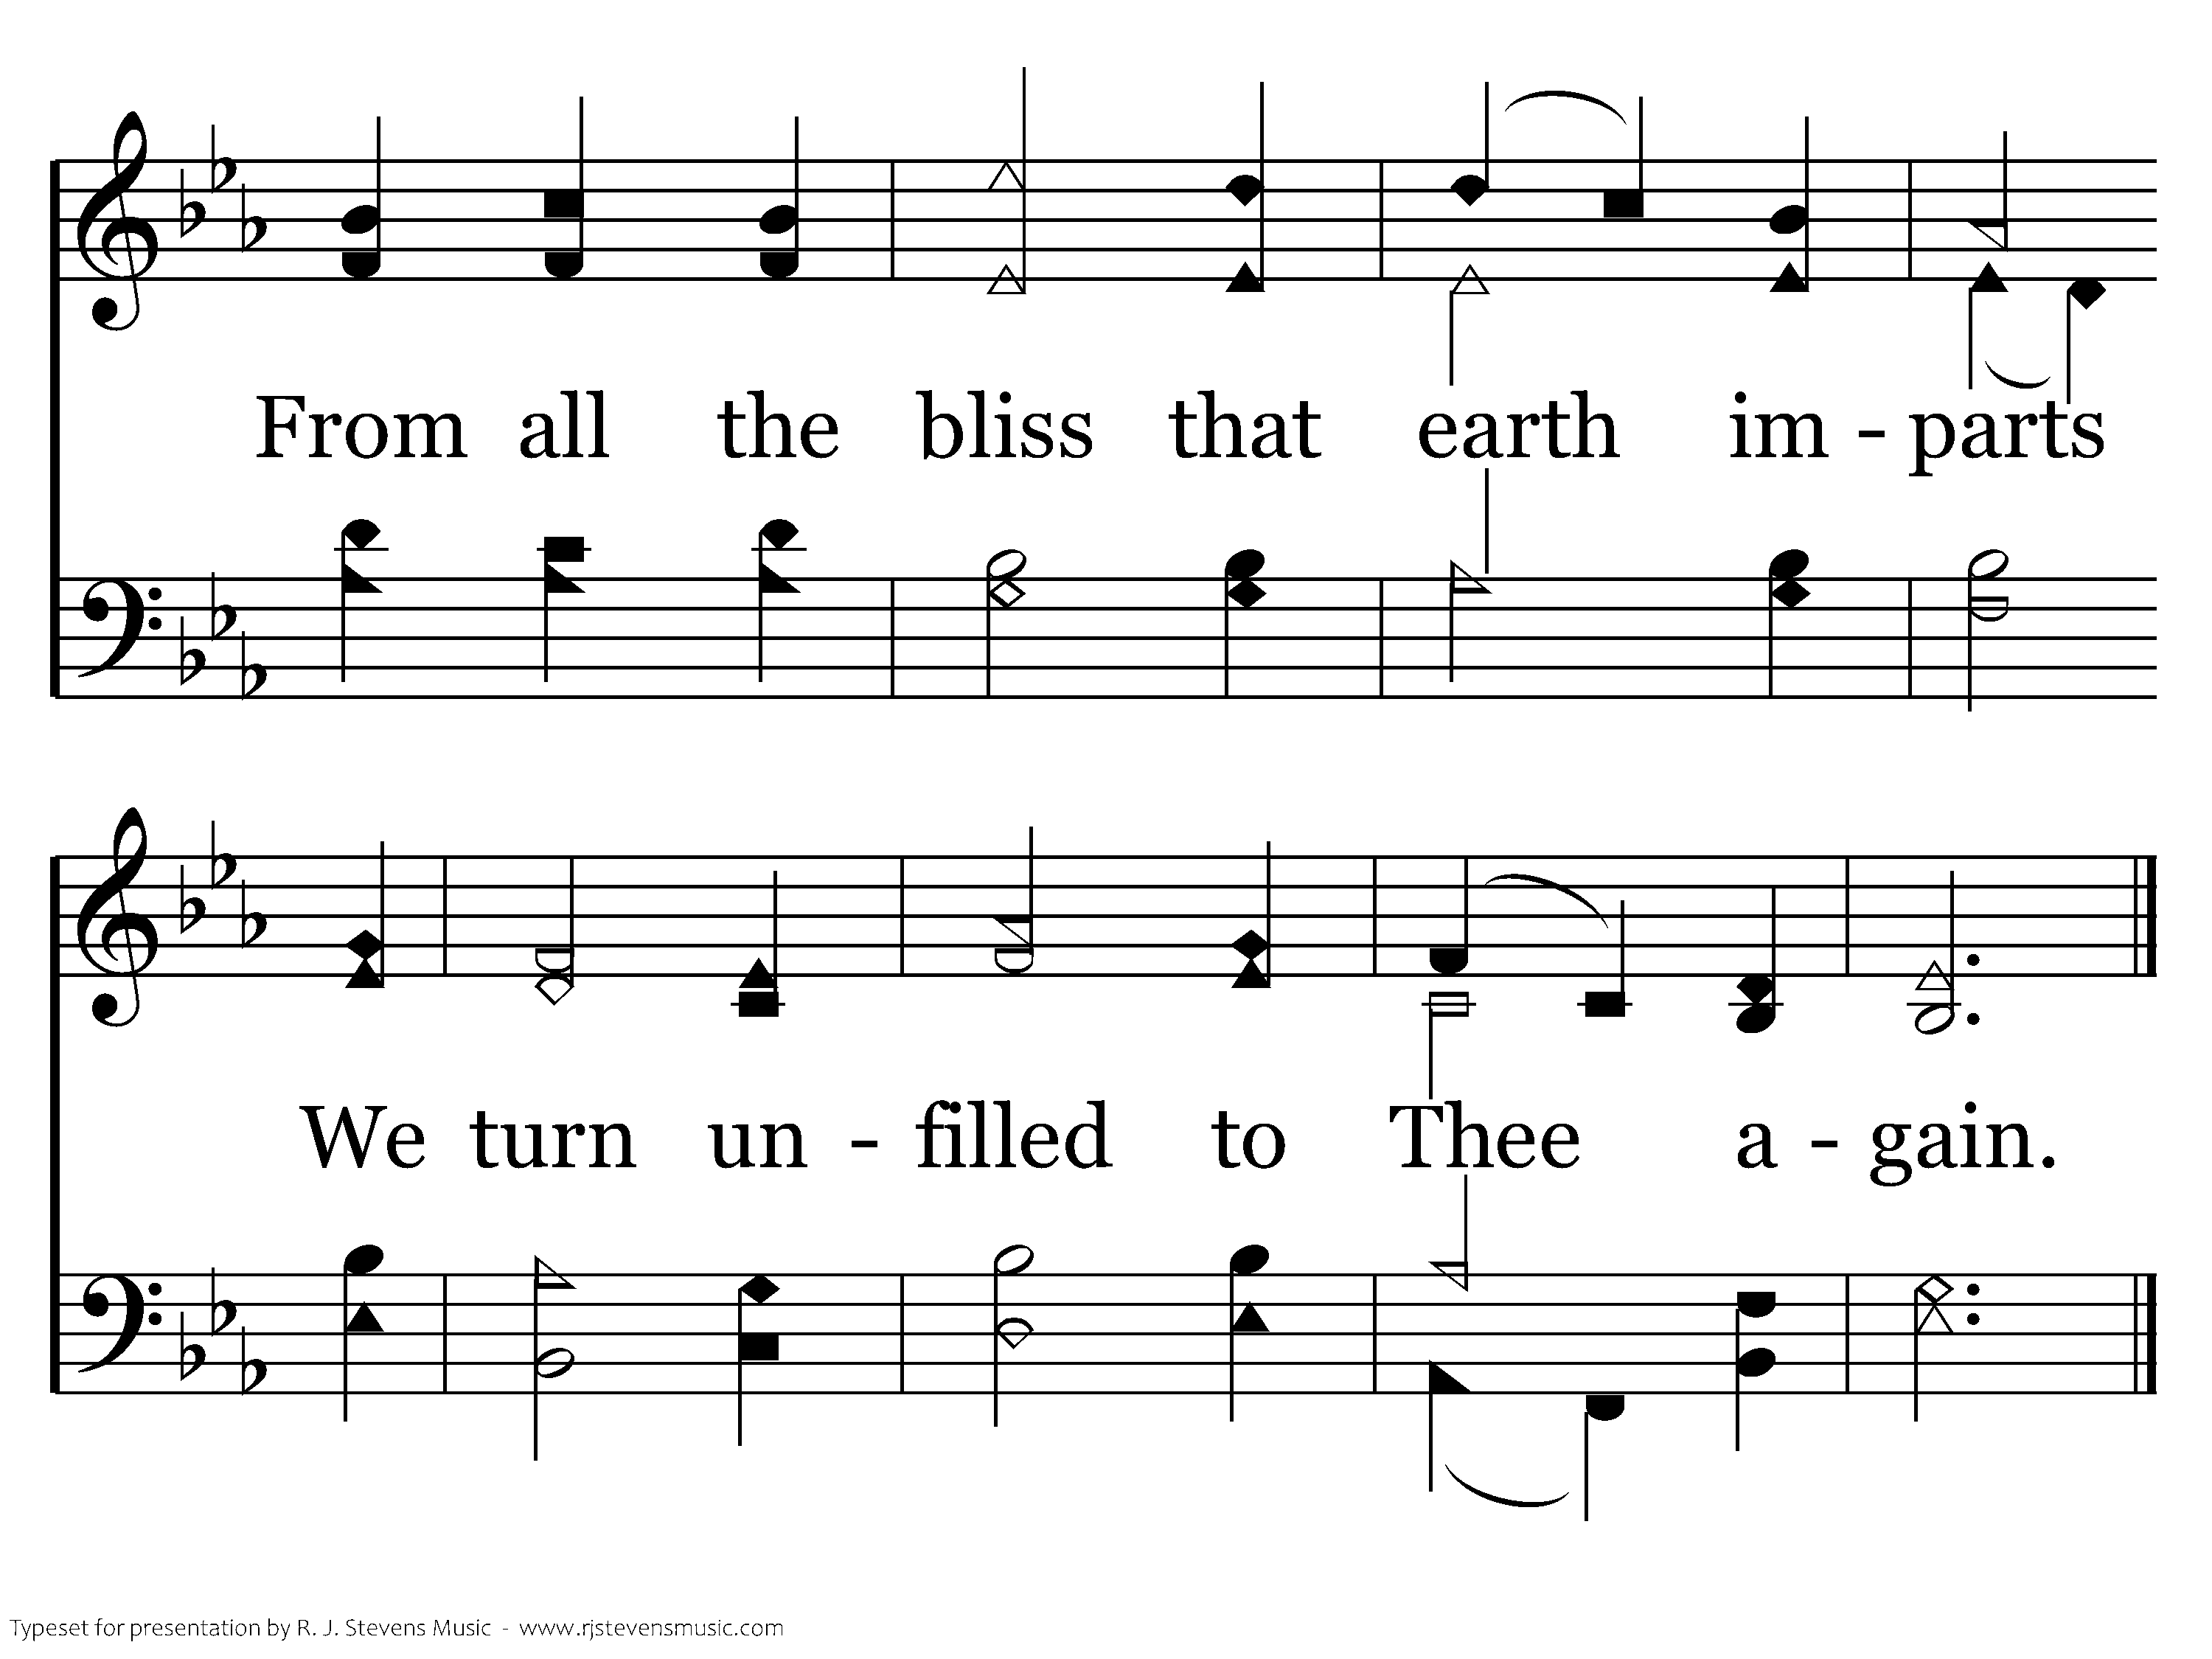 From all the bliss that earth im - parts
We turn un - filled to Thee a - gain.
Typeset for presentation by R. J. Stevens Music - www.rjstevensmusic.com